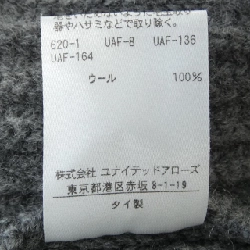 器やハサミなどで取り除く。
620-1 UAF-8 UAF-136
UAF-164
ウール 100%
株式会社 ユナイテッドアローズ
東京都港区赤坂8-1-19
タイ製